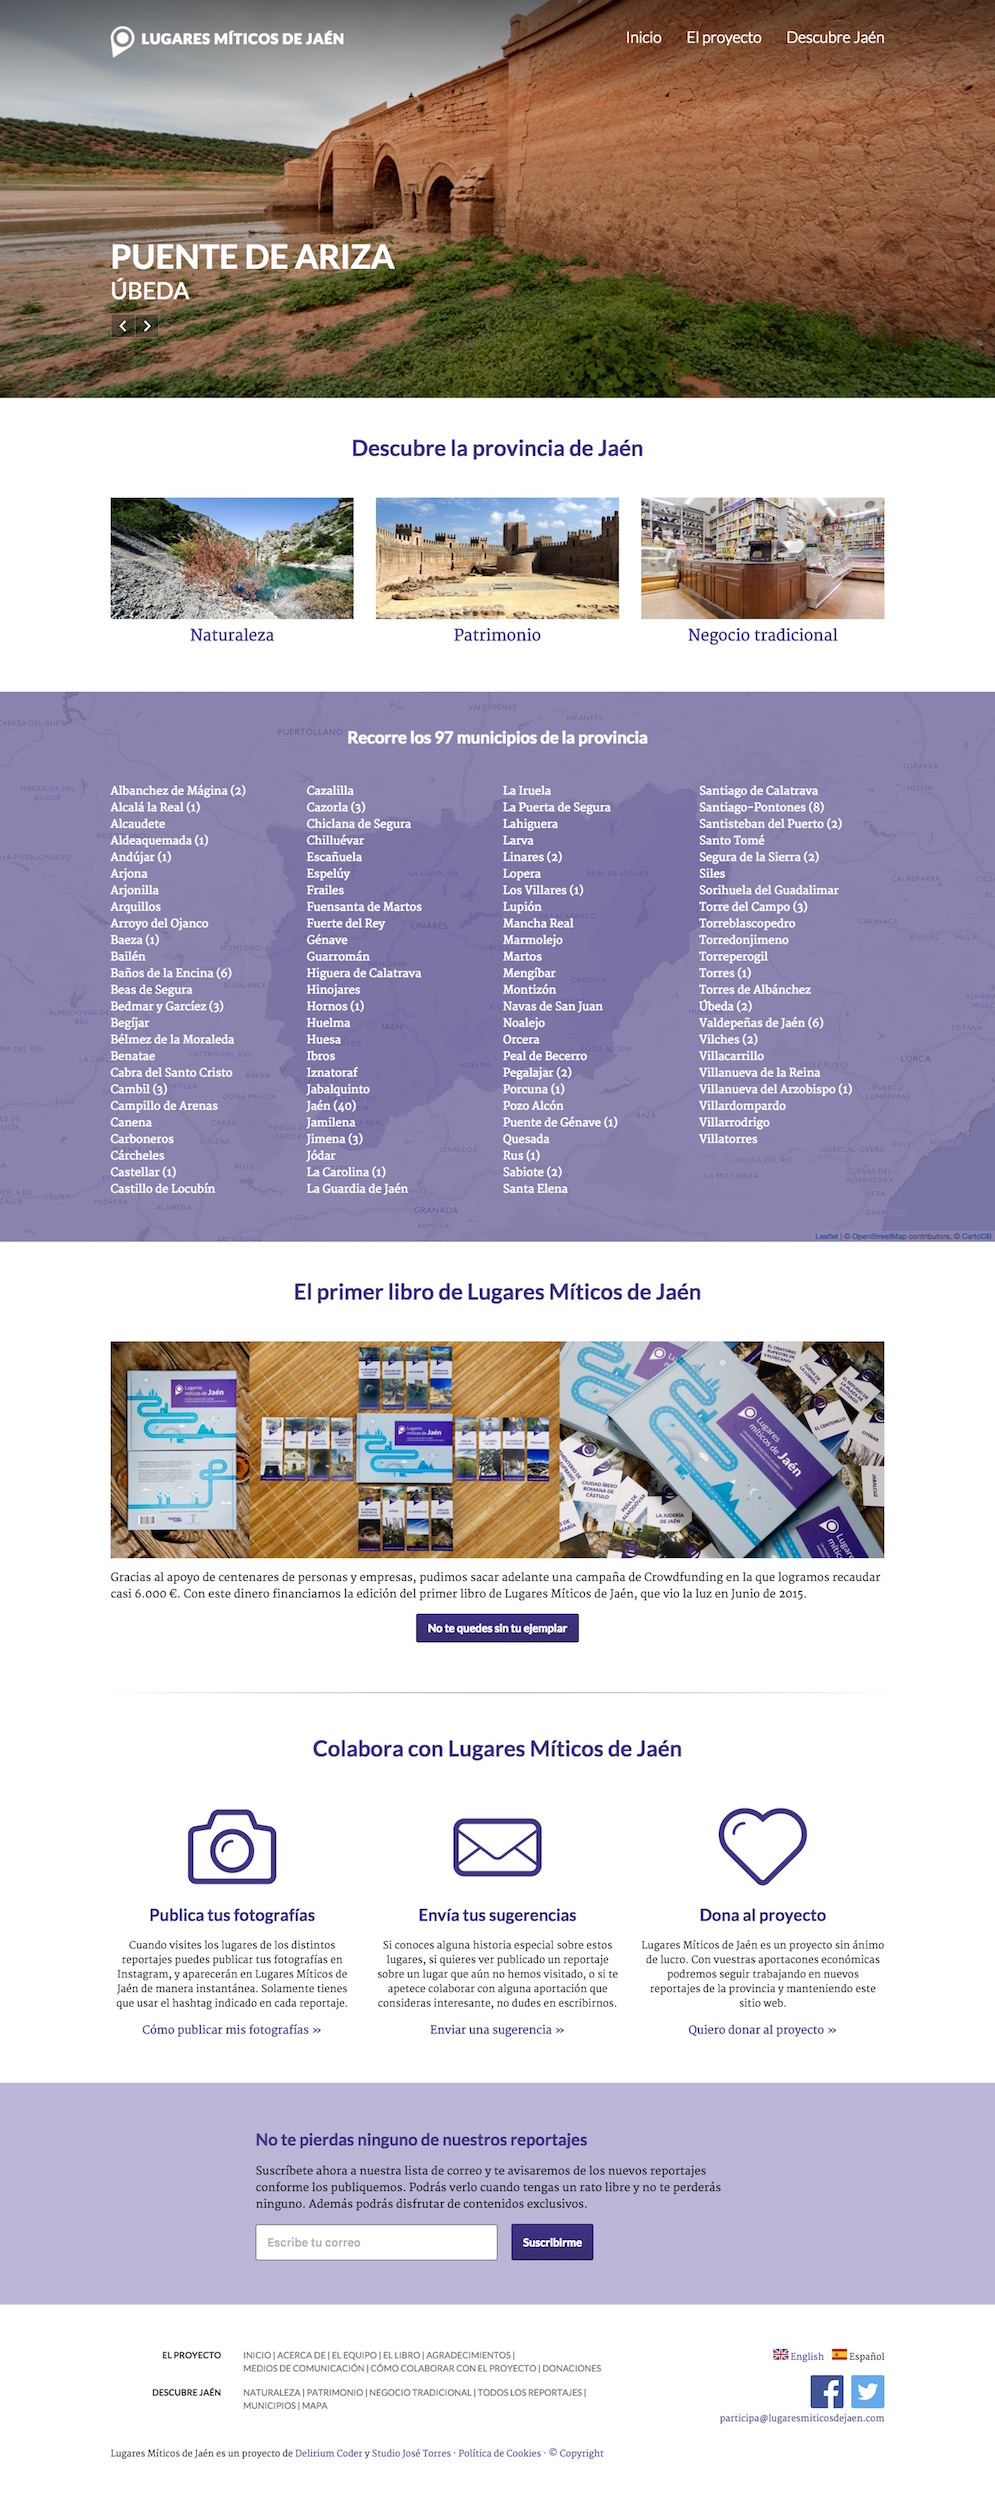 LUGARES MÍTICOS DE JAÉN
Inicio El proyecto Descubre Jaén
PUENTE DE ARIZA
ÚBEDA
Descubre la provincia de Jaén
Naturaleza Patrimonio Negocio tradicional
Recorre los 97 municipios de la provincia
Albanchez de Mágina (2)
Alcalá la Real (1)
Alcaudete
Aldeaquemada (1)
Andújar (1)
Arjona
Arjonilla
Arquillos
Arroyo del Ojanco
Baeza (1)
Bailén
Baños de la Encina (6)
Beas de Segura
Bedmar y Garcíez (3)
Begíjar
Bélmez de la Moraleda
Benatae
Cabra del Santo Cristo
Cambil (3)
Campillo de Arenas
Canena
Carboneros
Cárcheles
Castellar (1)
Castillo de Locubín
Cazalilla
Cazorla (3)
Chiclana de Segura
Chilluévar
Escañuela
Espelúy
Frailes
Fuensanta de Martos
Fuerte del Rey
Génave
Guarromán
Higuera de Calatrava
Hinojares
Hornos (1)
Huelma
Huesa
Ibros
Iznatoraf
Jabalquinto
Jaén (40)
Jamilena
Jimena (3)
Jódar
La Carolina (1)
La Guardia de Jaén
La Iruela
La Puerta de Segura
Lahiguera
Larva
Linares (2)
Lopera
Los Villares (1)
Lupión
Mancha Real
Marmolejo
Martos
Mengíbar
Montizón
Navas de San Juan
Noalejo
Orcera
Peal de Becerro
Pegalajar (2)
Porcuna (1)
Pozo Alcón
Puente de Génave (1)
Quesada
Rus (1)
Sabiote (2)
Santa Elena
Santiago de Calatrava
Santiago-Pontones (8)
Santisteban del Puerto (2)
Santo Tomé
Segura de la Sierra (2)
Siles
Sorihuela del Guadalimar
Torre del Campo (3)
Torreblascopedro
Torredonjimeno
Torreperogil
Torres (1)
Torres de Albánchez
Úbeda (2)
Valdepeñas de Jaén (6)
Vilches (2)
Villacarrillo
Villanueva de la Reina
Villanueva del Arzobispo (1)
Villardompardo
Villarrodrigo
Villatorres
Leaflet | © OpenStreetMap contributors, © CartoDB
El primer libro de Lugares Míticos de Jaén
Lugares míticos de Jaén
Gracias al apoyo de centenares de personas y empresas, pudimos sacar adelante una campaña de Crowdfunding en la que logramos recaudar
casi 6.000 €. Con este dinero financiamos la edición del primer libro de Lugares Míticos de Jaén, que vio la luz en Junio de 2015.
No te quedes sin tu ejemplar
Colabora con Lugares Míticos de Jaén
Publica tus fotografías
Cuando visites los lugares de los distintos
reportajes puedes publicar tus fotografías en
Instagram, y aparecerán en Lugares Míticos de
Jaén de manera instantánea. Solamente tienes
que usar el hashtag indicado en cada reportaje.
Cómo publicar mis fotografías »
Envía tus sugerencias
Si conoces alguna historia especial sobre estos
lugares, si quieres ver publicado un reportaje
sobre un lugar que aún no hemos visitado, o si te
apetece colaborar con alguna aportación que
consideras interesante, no dudes en escribirnos.
Enviar una sugerencia »
Dona al proyecto
Lugares Míticos de Jaén es un proyecto sin ánimo
de lucro. Con vuestras aportacones económicas
podremos seguir trabajando en nuevos
reportajes de la provincia y manteniendo este
sitio web.
Quiero donar al proyecto »
No te pierdas ninguno de nuestros reportajes
Suscríbete ahora a nuestra lista de correo y te avisaremos de los nuevos reportajes
conforme los publiquemos. Podrás verlo cuando tengas un rato libre y no te perderás
ninguno. Además podrás disfrutar de contenidos exclusivos.
Escribe tu correo Suscribirme
EL PROYECTO INICIO | ACERCA DE | EL EQUIPO | EL LIBRO | AGRADECIMIENTOS |
MEDIOS DE COMUNICACIÓN | CÓMO COLABORAR CON EL PROYECTO | DONACIONES
DESCUBRE JAÉN NATURALEZA | PATRIMONIO | NEGOCIO TRADICIONAL | TODOS LOS REPORTAJES |
MUNICIPIOS | MAPA
English Español
participa@lugaresmiticosdejaen.com
Lugares Míticos de Jaén es un proyecto de Delirium Coder y Studio José Torres · Política de Cookies · © Copyright